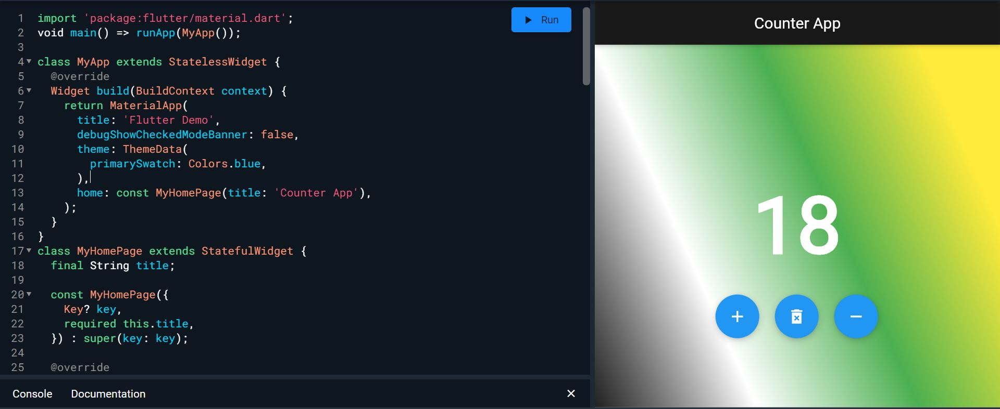 1 import 'package:flutter/material.dart';
2 void main() => runApp(MyApp());
3
4 class MyApp extends StatelessWidget {
5   @override
6   Widget build(BuildContext context) {
7     return MaterialApp(
8       title: 'Flutter Demo',
9       debugShowCheckedModeBanner: false,
10       theme: ThemeData(
11         primarySwatch: Colors.blue,
12       ),
13       home: const MyHomePage(title: 'Counter App'),
14     );
15   }
16 }
17 class MyHomePage extends StatefulWidget {
18   final String title;
19
20   const MyHomePage({
21     Key? key,
22     required this.title,
23   }) : super(key: key);
24
25   @override
Run
Console Documentation
Counter App
18